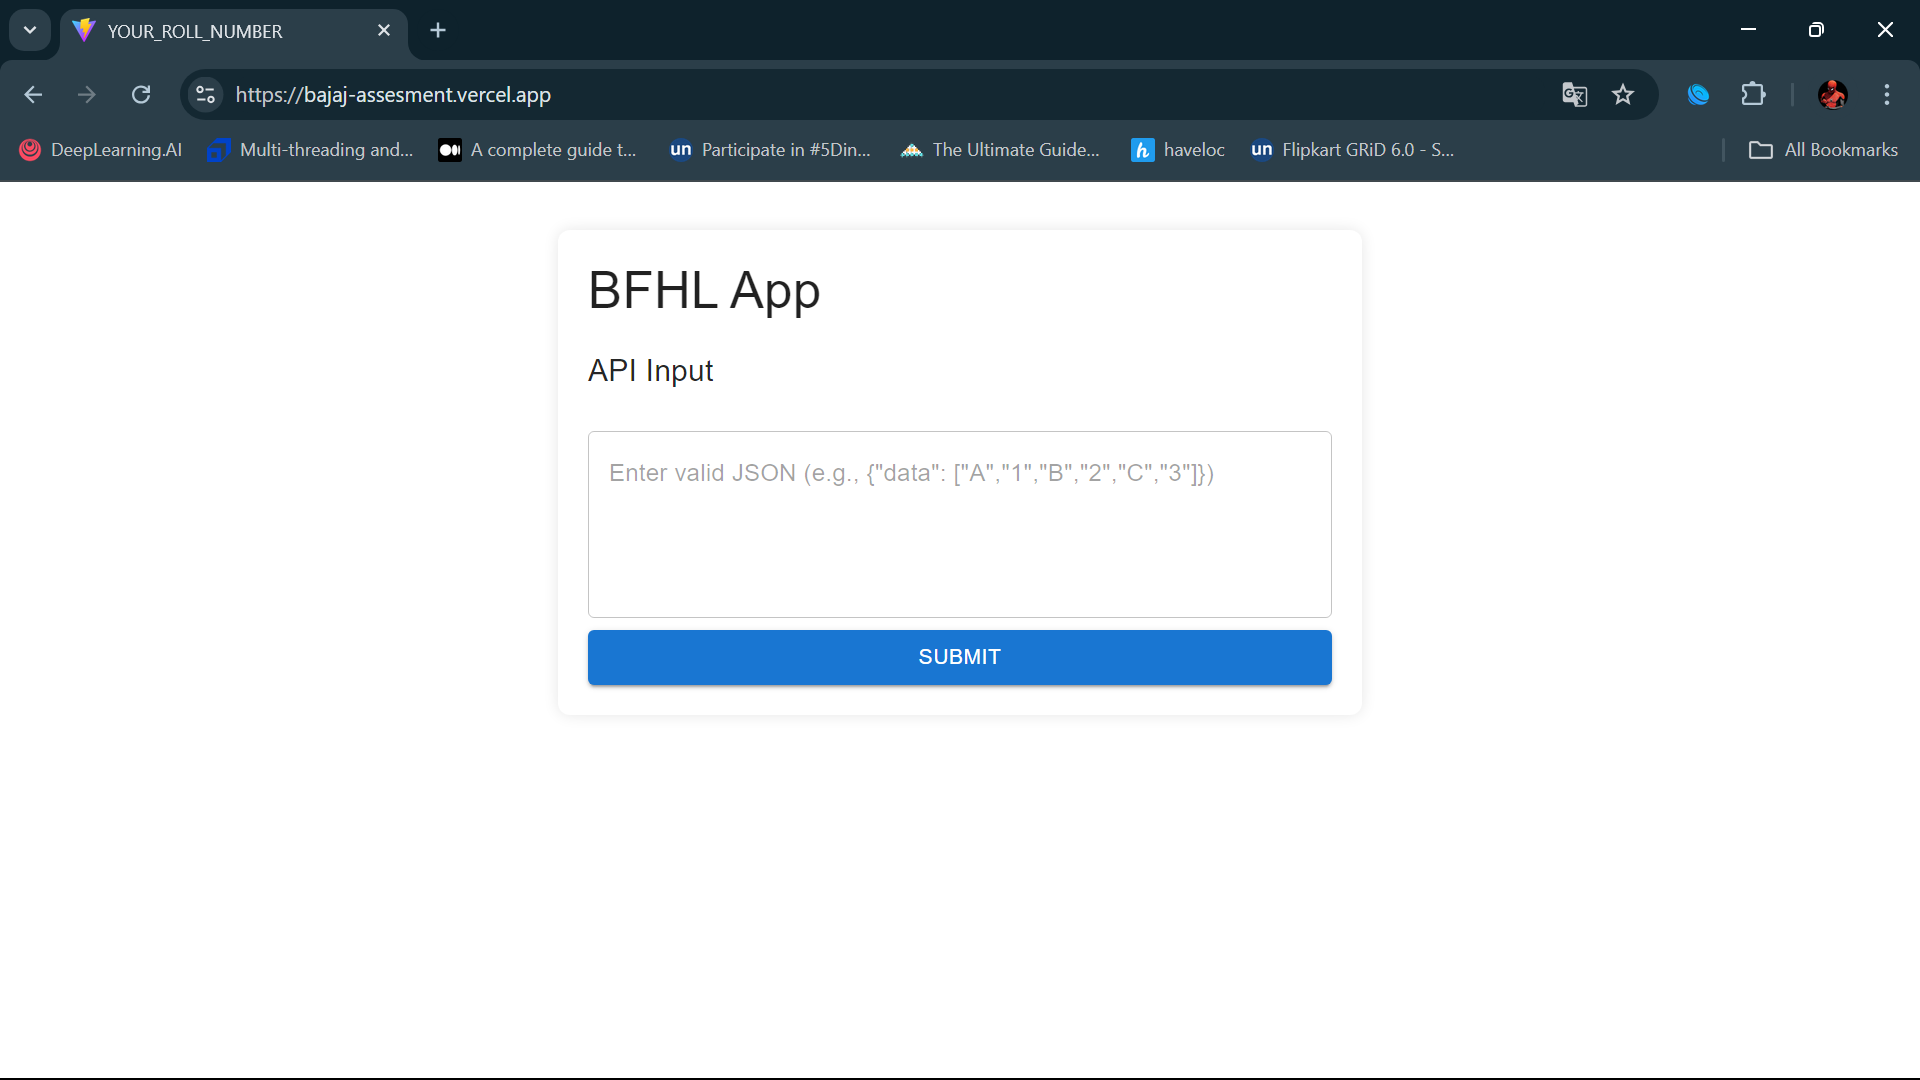 YOUR_ROLL_NUMBER
https://bajaj-assesment.vercel.app
DeepLearning.AI
Multi-threading and...
A complete guide t...
un
Participate in #5Din...
The Ultimate Guide...
h
haveloc
un
Flipkart GRiD 6.0 - S...
All Bookmarks
BFHL App
API Input
Enter valid JSON (e.g., {"data": ["A","1","B","2","C","3"]})
SUBMIT